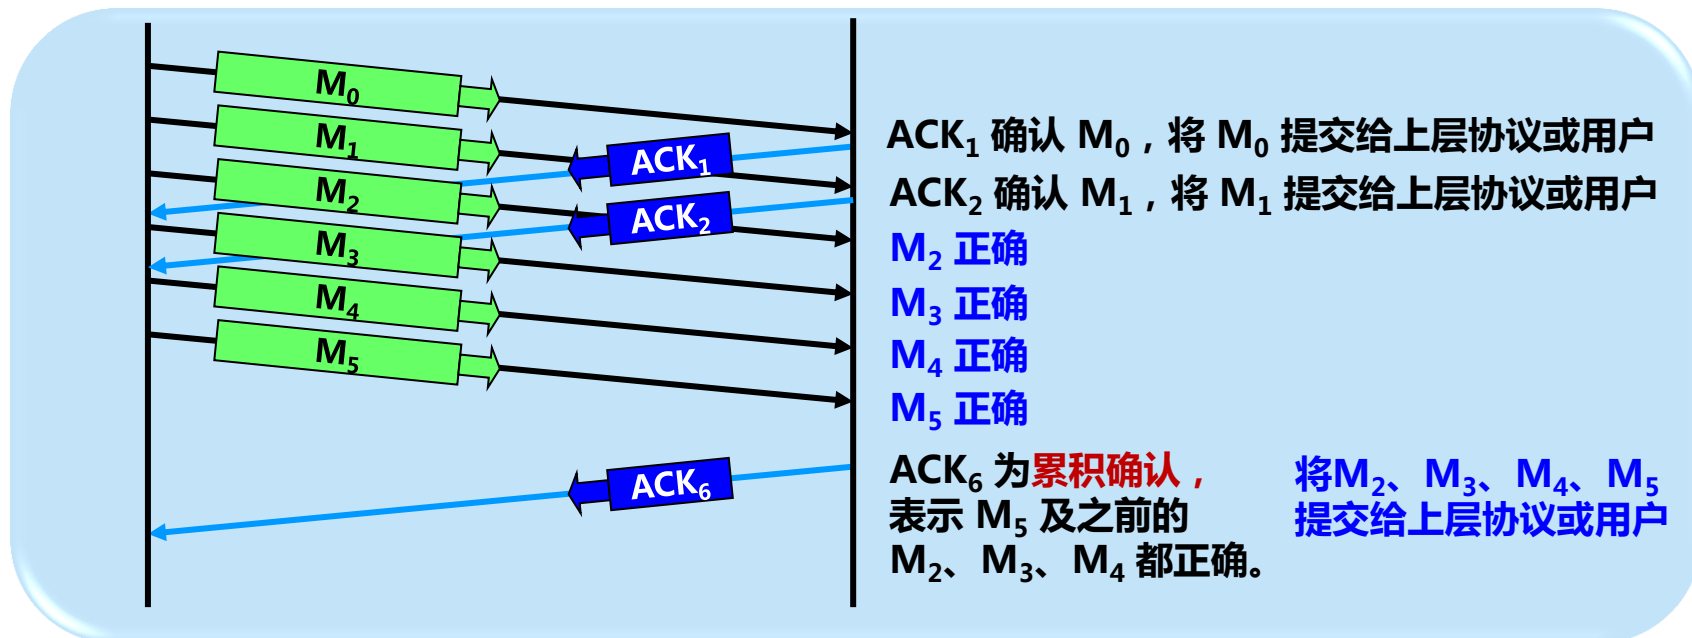 M₀
M₁
M₂
M₃
M₄
M₅
ACK₁
ACK₂
ACK₆
ACK₁ 确认 M₀，将 M₀ 提交给上层协议或用户
ACK₂ 确认 M₁，将 M₁ 提交给上层协议或用户
M₂ 正确
M₃ 正确
M₄ 正确
M₅ 正确
ACK₆ 为累积确认，
表示 M₅ 及之前的
M₂、M₃、M₄ 都正确。
将M₂、M₃、M₄、M₅
提交给上层协议或用户